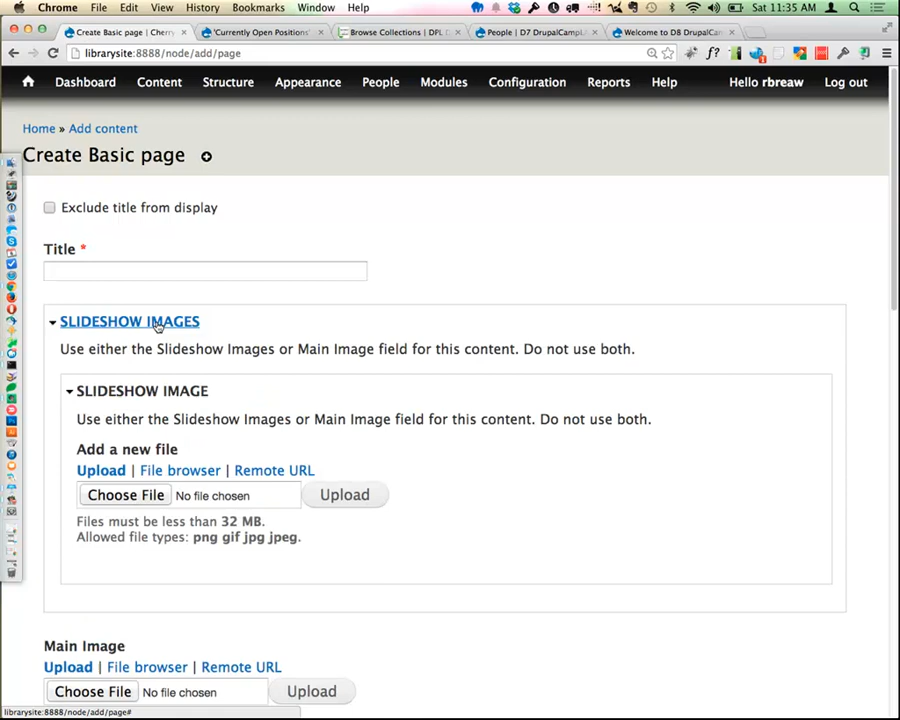 Chrome File Edit View History Bookmarks Window Help Sat 11:35 AM
Create Basic page | Cherry 'Currently Open Positions' Browse Collections | DPL D People | D7 DrupalCampLA Welcome to D8 DrupalCam
librarysite:8888/node/add/page
Dashboard Content Structure Appearance People Modules Configuration Reports Help Hello rbreaw Log out
Home » Add content
Create Basic page
Exclude title from display
Title *
SLIDESHOW IMAGES
Use either the Slideshow Images or Main Image field for this content. Do not use both.
SLIDESHOW IMAGE
Use either the Slideshow Images or Main Image field for this content. Do not use both.
Add a new file
Upload | File browser | Remote URL
Choose File No file chosen Upload
Files must be less than 32 MB.
Allowed file types: png gif jpg jpeg.
Main Image
Upload | File browser | Remote URL
Choose File No file chosen Upload
librarysite:8888/node/add/page#